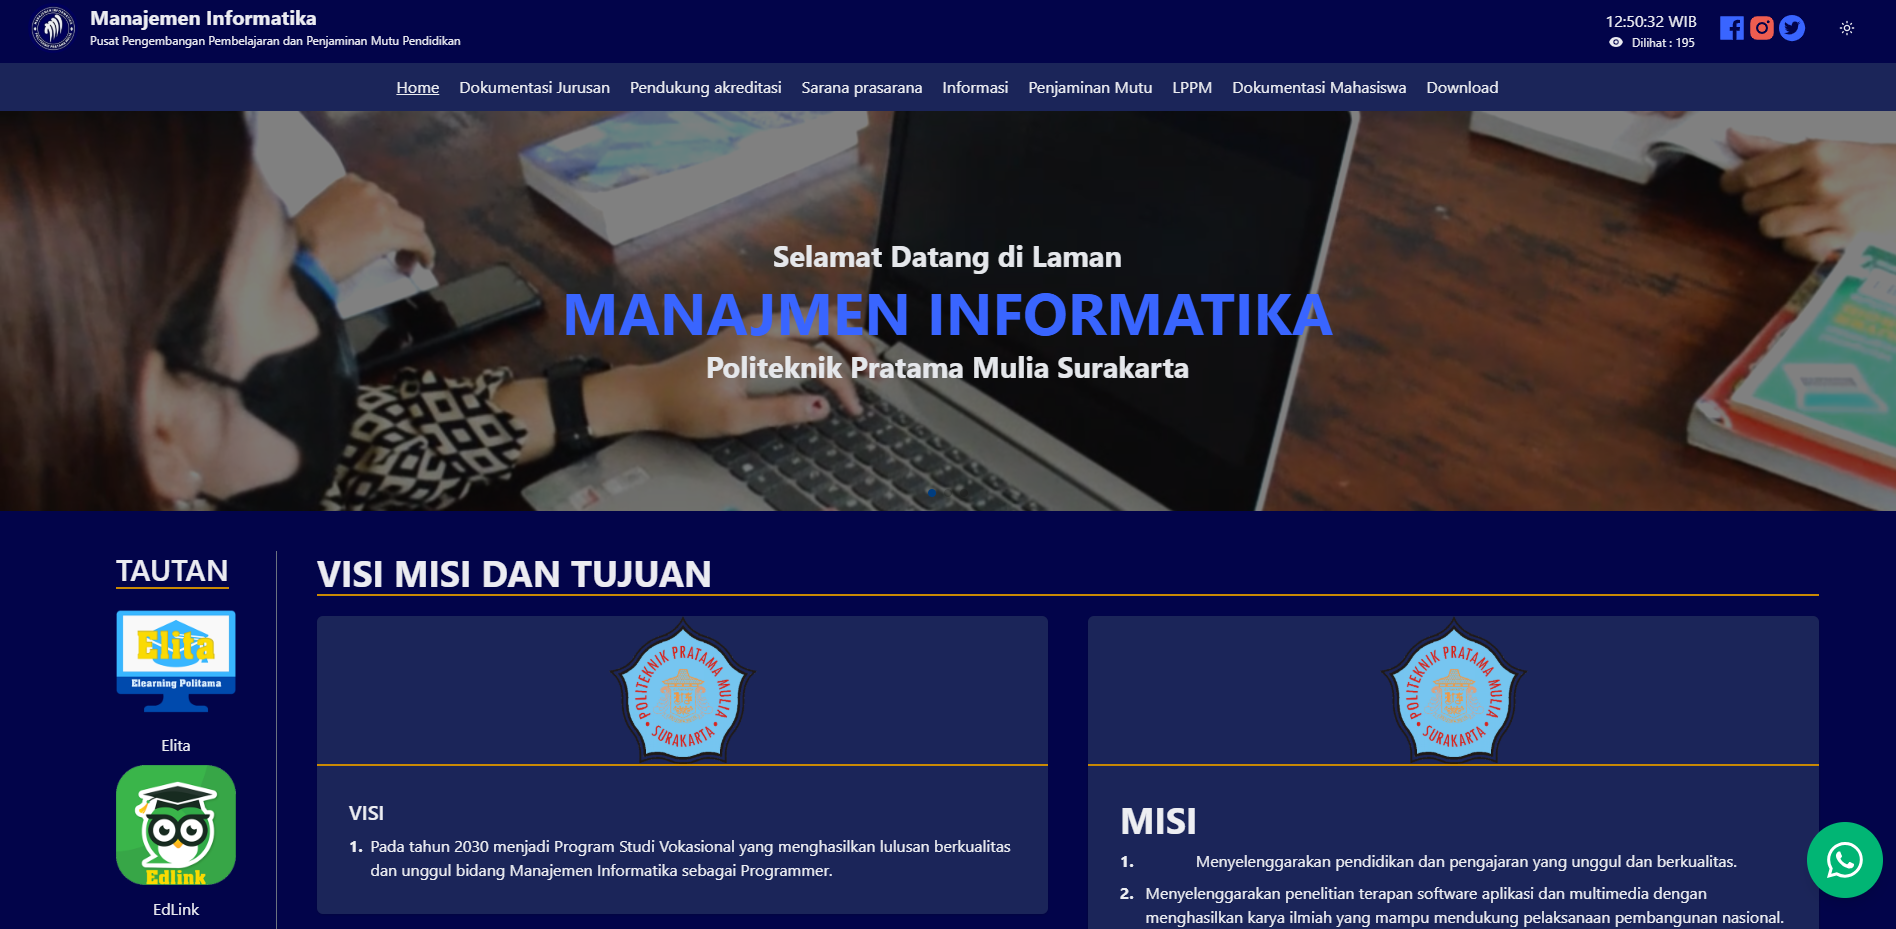 Manajemen Informatika
Pusat Pengembangan Pembelajaran dan Penjaminan Mutu Pendidikan
12:50:32 WIB
Dilihat : 195
Home Dokumentasi Jurusan Pendukung akreditasi Sarana prasarana Informasi Penjaminan Mutu LPPM Dokumentasi Mahasiswa Download
Selamat Datang di Laman
MANAJMEN INFORMATIKA
Politeknik Pratama Mulia Surakarta
TAUTAN
Elita
Elearning Politama
Elita
Edlink
EdLink
VISI MISI DAN TUJUAN
POLITEKNIK PRATAMA MULIA
SURAKARTA
VISI
1. Pada tahun 2030 menjadi Program Studi Vokasional yang menghasilkan lulusan berkualitas
dan unggul bidang Manajemen Informatika sebagai Programmer.
POLITEKNIK PRATAMA MULIA
SURAKARTA
MISI
1. Menyelenggarakan pendidikan dan pengajaran yang unggul dan berkualitas.
2. Menyelenggarakan penelitian terapan software aplikasi dan multimedia dengan
menghasilkan karya ilmiah yang mampu mendukung pelaksanaan pembangunan nasional.